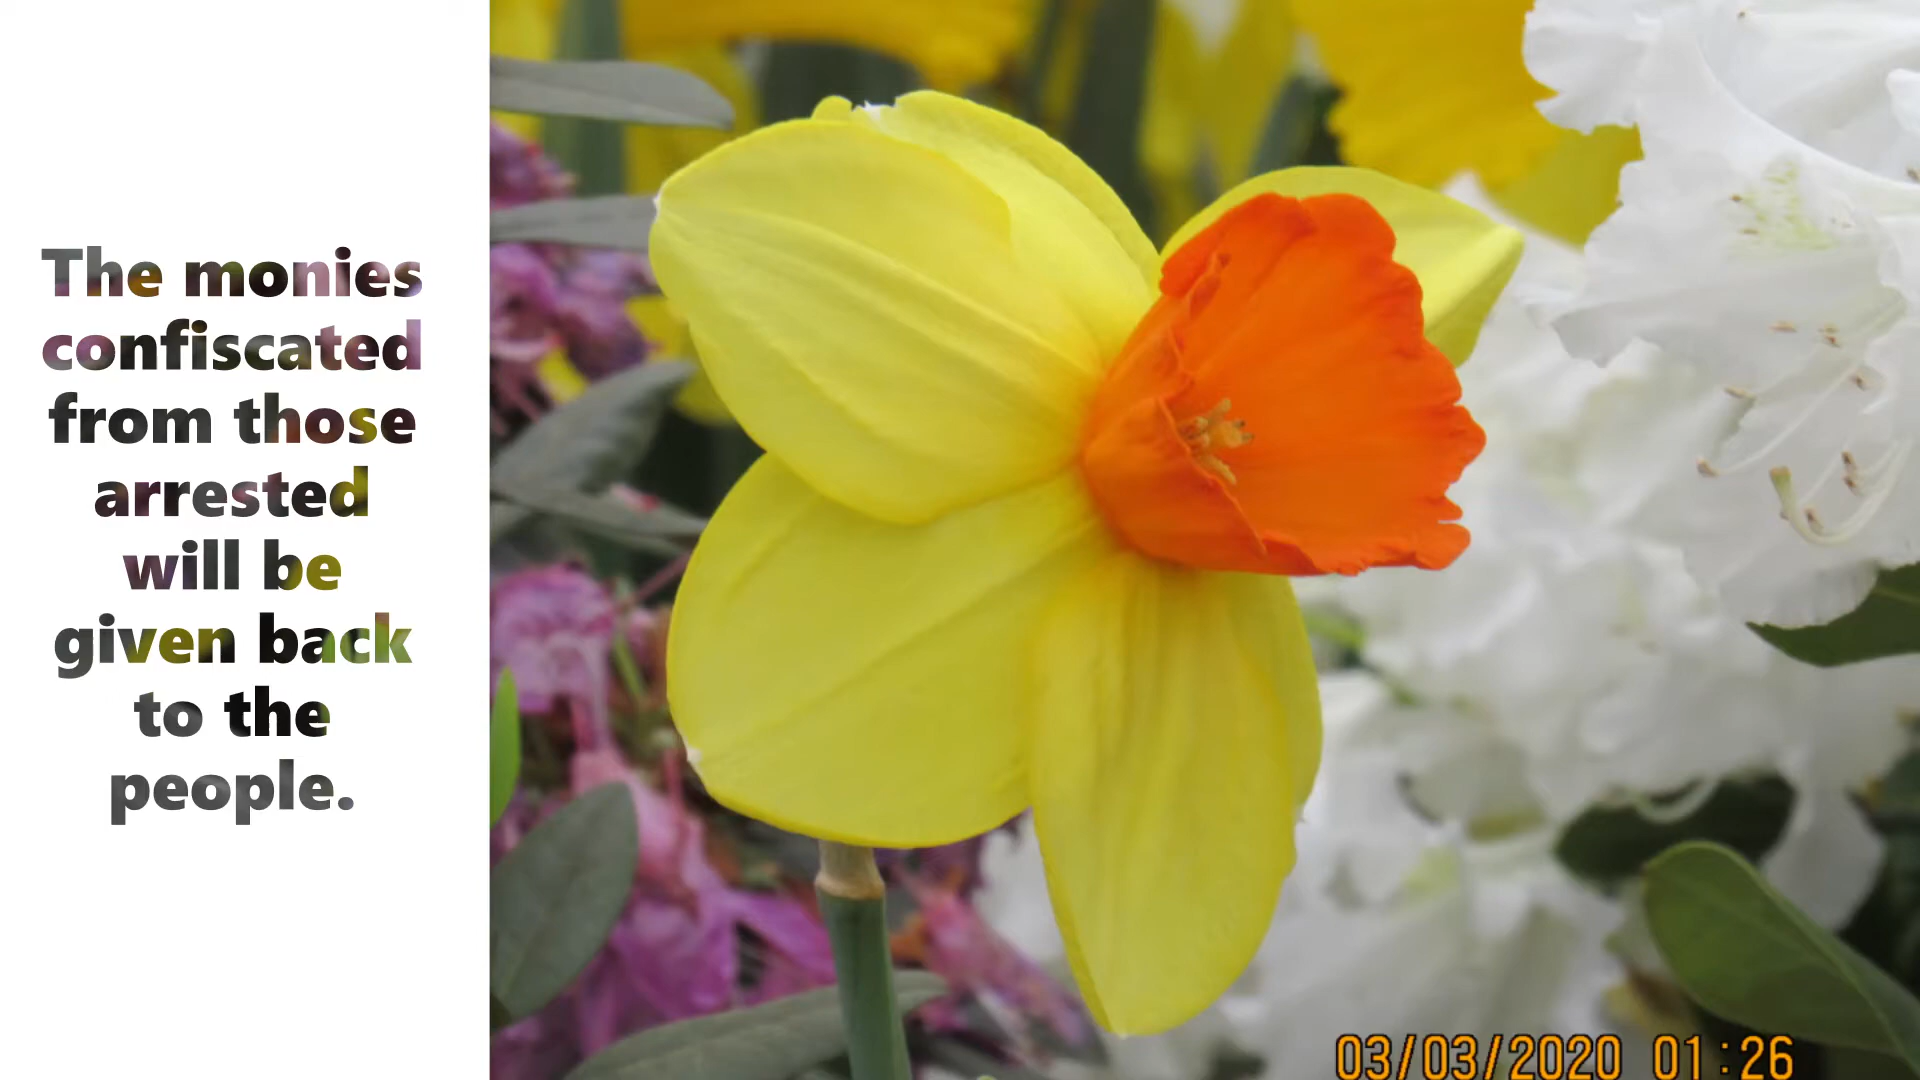 The monies
confiscated
from those
arrested
will be
given back
to the
people.
03/03/2020 01:26